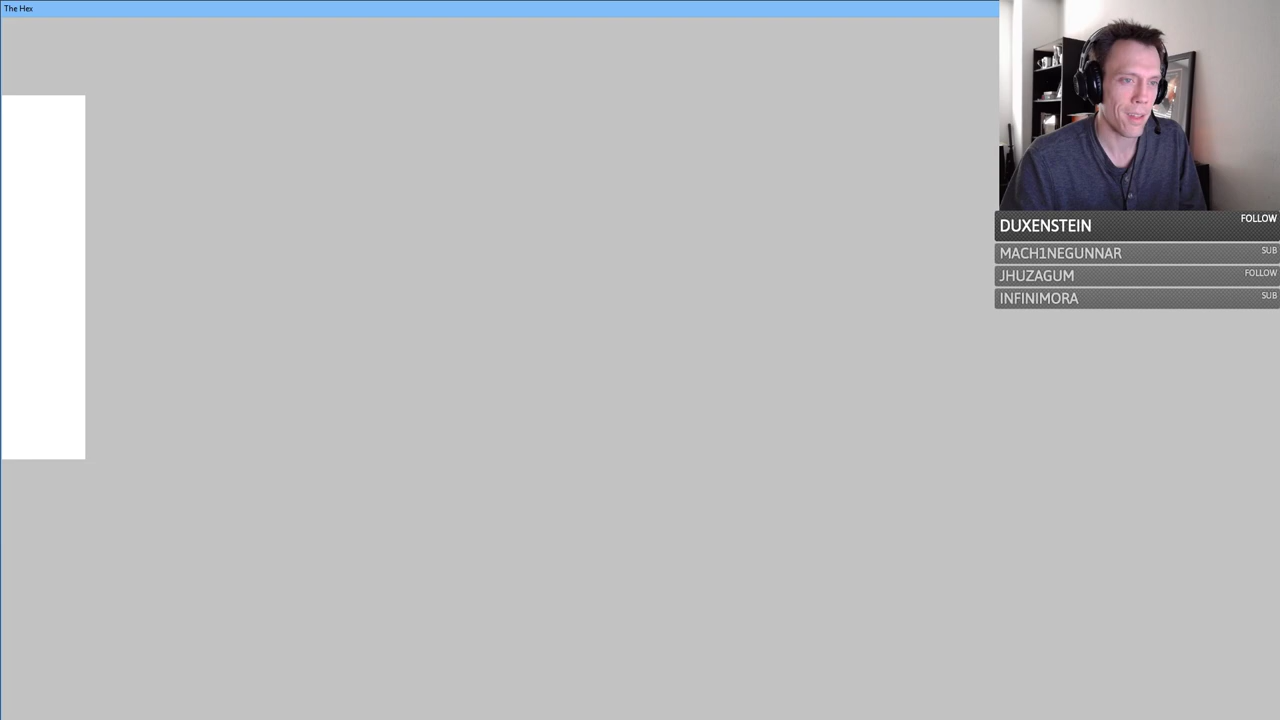 The Hex
DUXENSTEIN FOLLOW
MACH1NEGUNNAR SUB
JHUZAGUM FOLLOW
INFINIMORA SUB